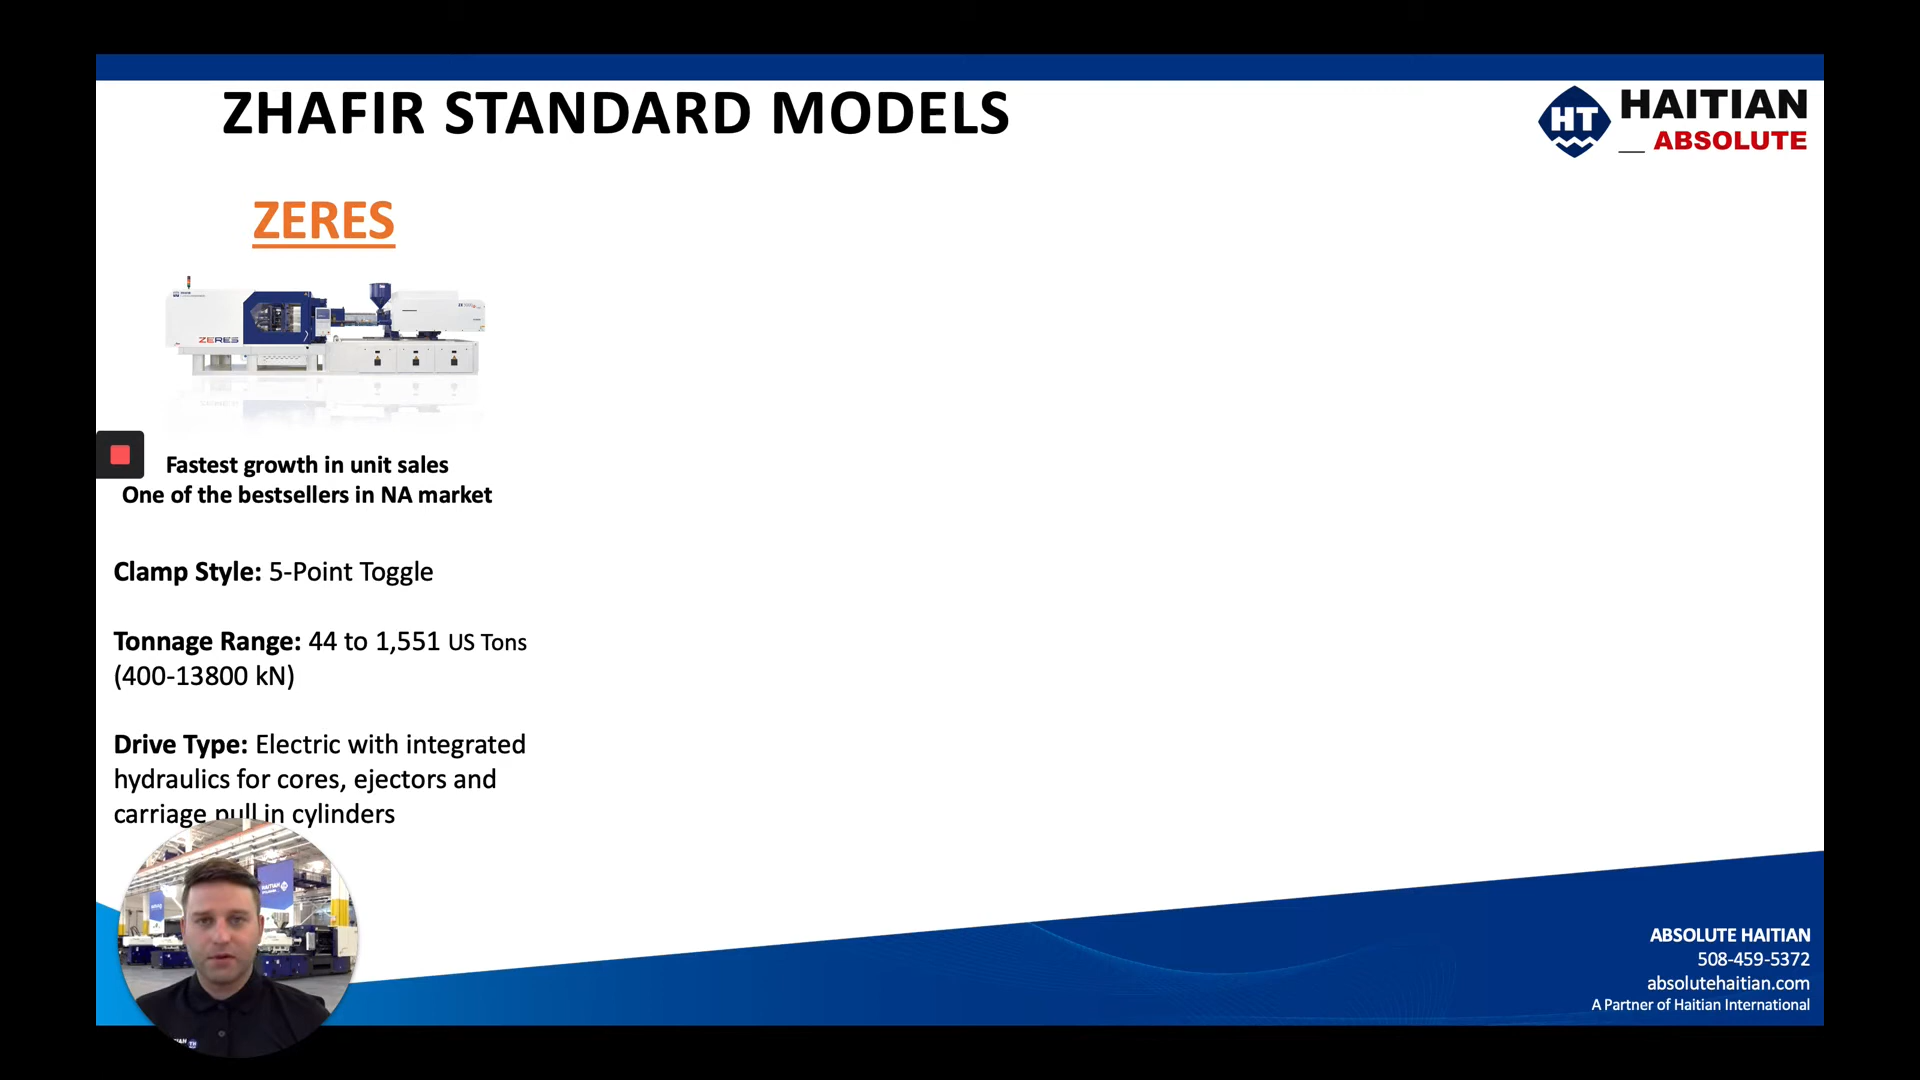 ZHAFIR STANDARD MODELS
HT
HAITIAN
ABSOLUTE
ZERES
ZERES
Fastest growth in unit sales
One of the bestsellers in NA market
Clamp Style: 5-Point Toggle
Tonnage Range: 44 to 1,551 US Tons
(400-13800 kN)
Drive Type: Electric with integrated
hydraulics for cores, ejectors and
carriage pull in cylinders
HAITIAN
ABSOLUTE HAITIAN
508-459-5372
absolutehaitian.com
A Partner of Haitian International